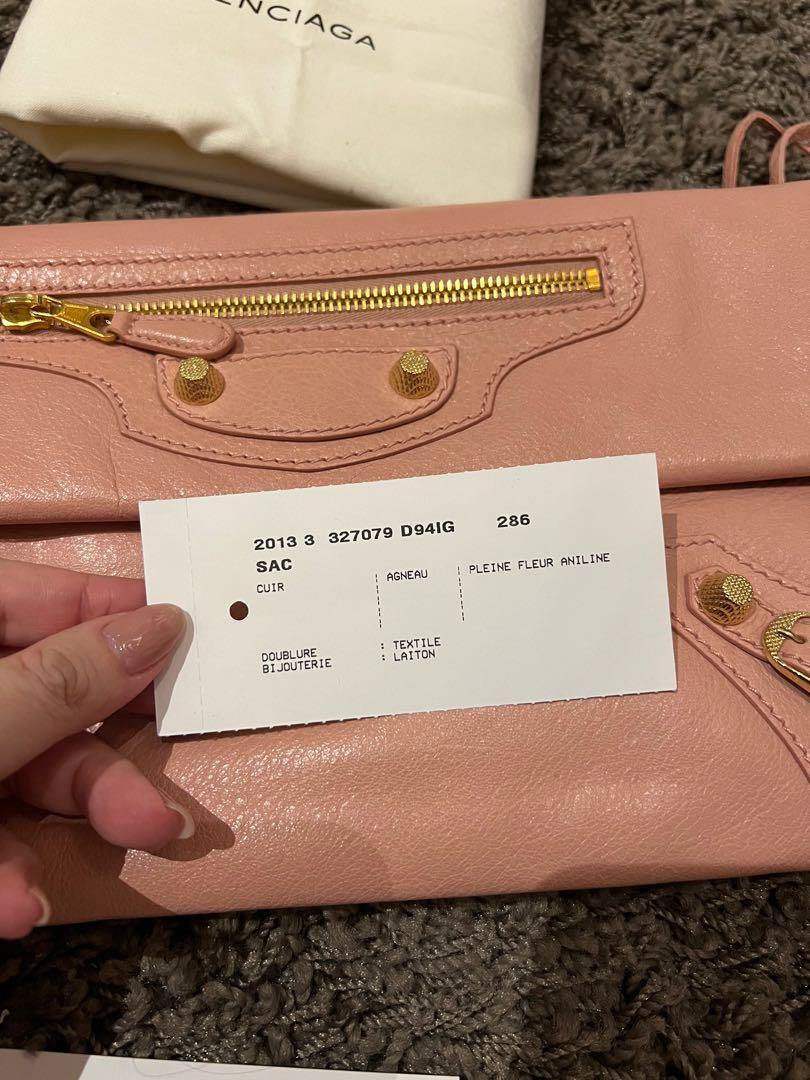 ENCIAGA
2013 3 327079 D94IG 286
SAC
CUIR AGNEAU PLEINE FLEUR ANILINE
DOUBLURE : TEXTILE
BIJOUTERIE : LAITON